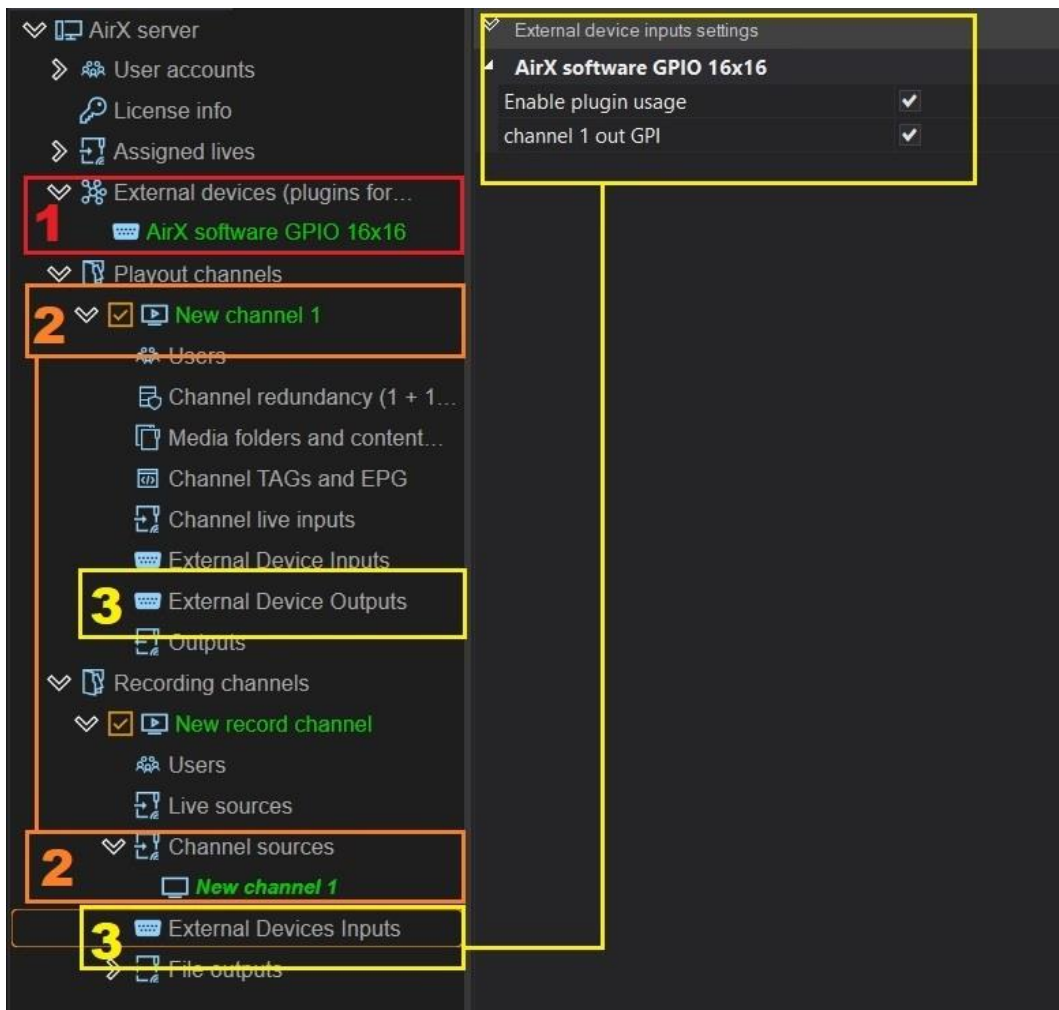 AirX server
User accounts
License info
Assigned lives
1
External devices (plugins for...
AirX software GPIO 16x16
Playout channels
2
New channel 1
Users
Channel redundancy (1 + 1...
Media folders and content...
Channel TAGs and EPG
Channel live inputs
External Device Inputs
3
External Device Outputs
Outputs
Recording channels
New record channel
Users
Live sources
2
Channel sources
New channel 1
3
External Devices Inputs
File outputs
External device inputs settings
AirX software GPIO 16x16
Enable plugin usage
channel 1 out GPI